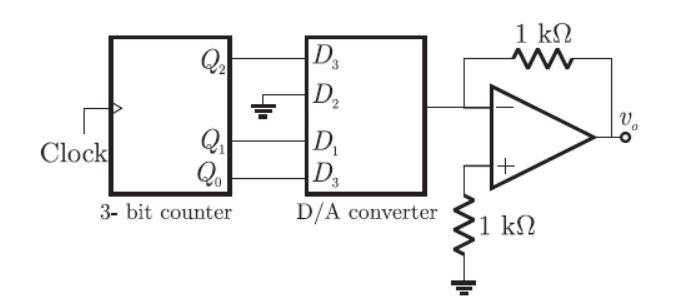 1 kΩ
Q₂ D₃
D₂
vₒ
Q₁ D₁
Clock
Q₀ D₃
−
+
3- bit counter D/A converter
1 kΩ